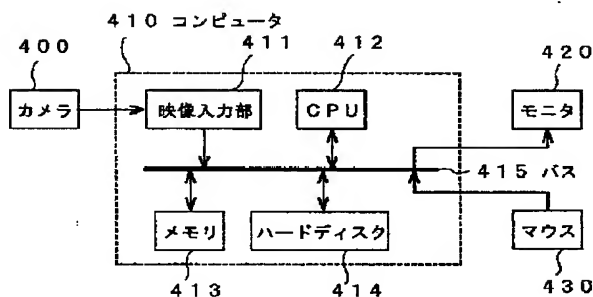 410 コンピュータ
400
411
412
420
カメラ
映像入力部
CPU
モニタ
415 バス
メモリ
ハードディスク
マウス
413
414
430